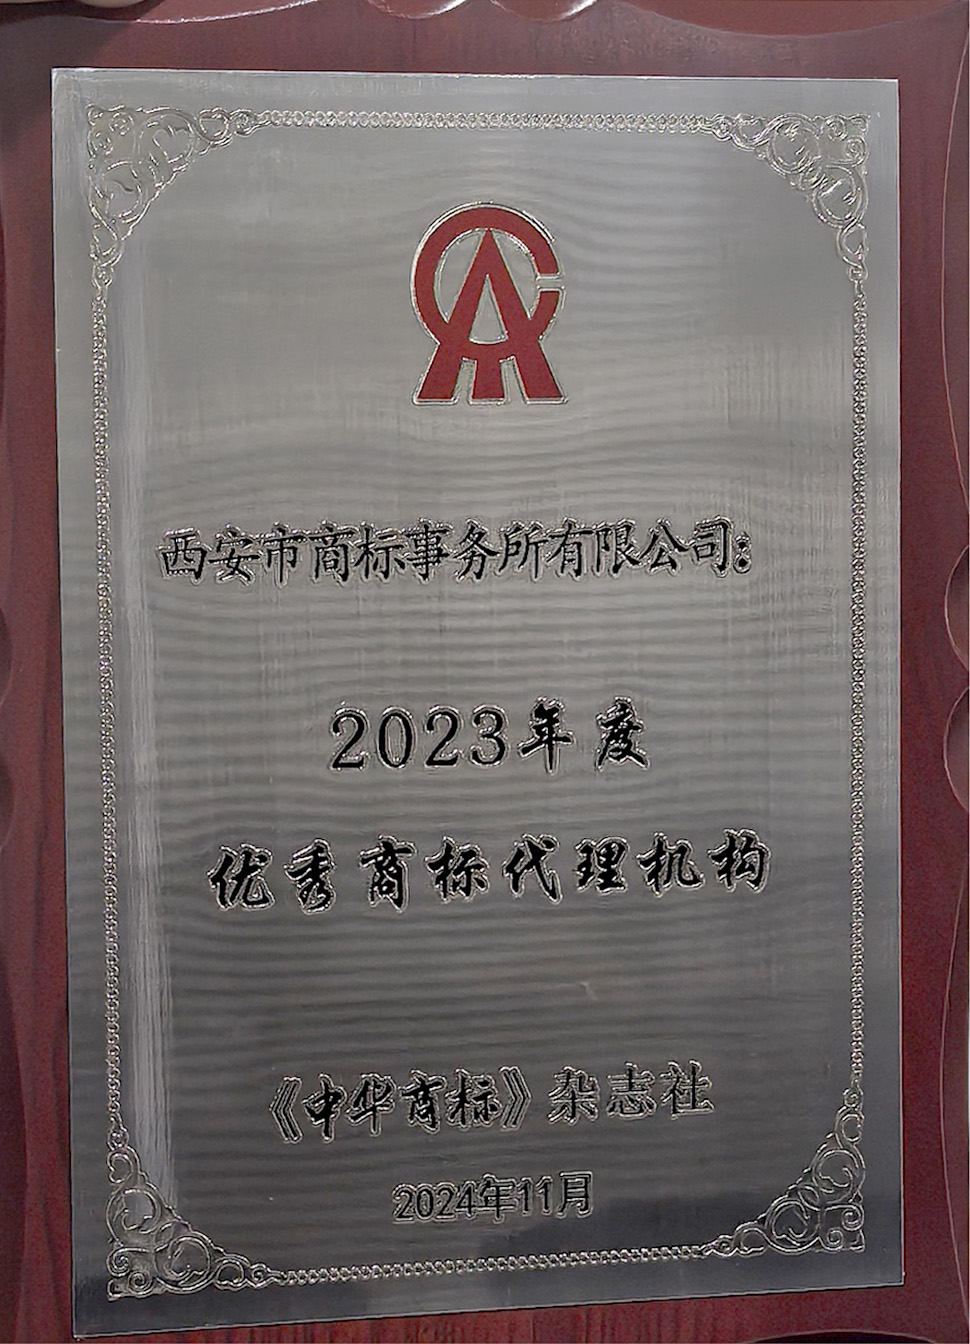 西安市商标事务所有限公司：
2023年度
优秀商标代理机构
《中华商标》杂志社
2024年11月